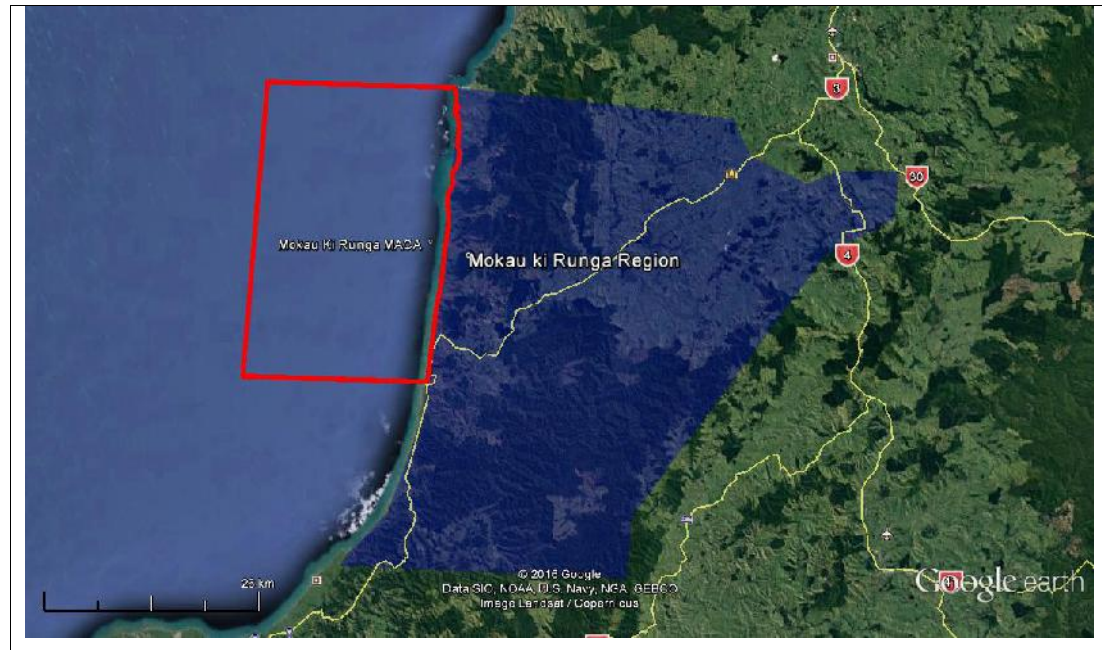 3
30
Mokau Ki Runga MACA
Mokau ki Runga Region
4
© 2016 Google
Data SIO, NOAA, U.S. Navy, NGA, GEBCO
Image Landsat / Copernicus
25 km
Google earth